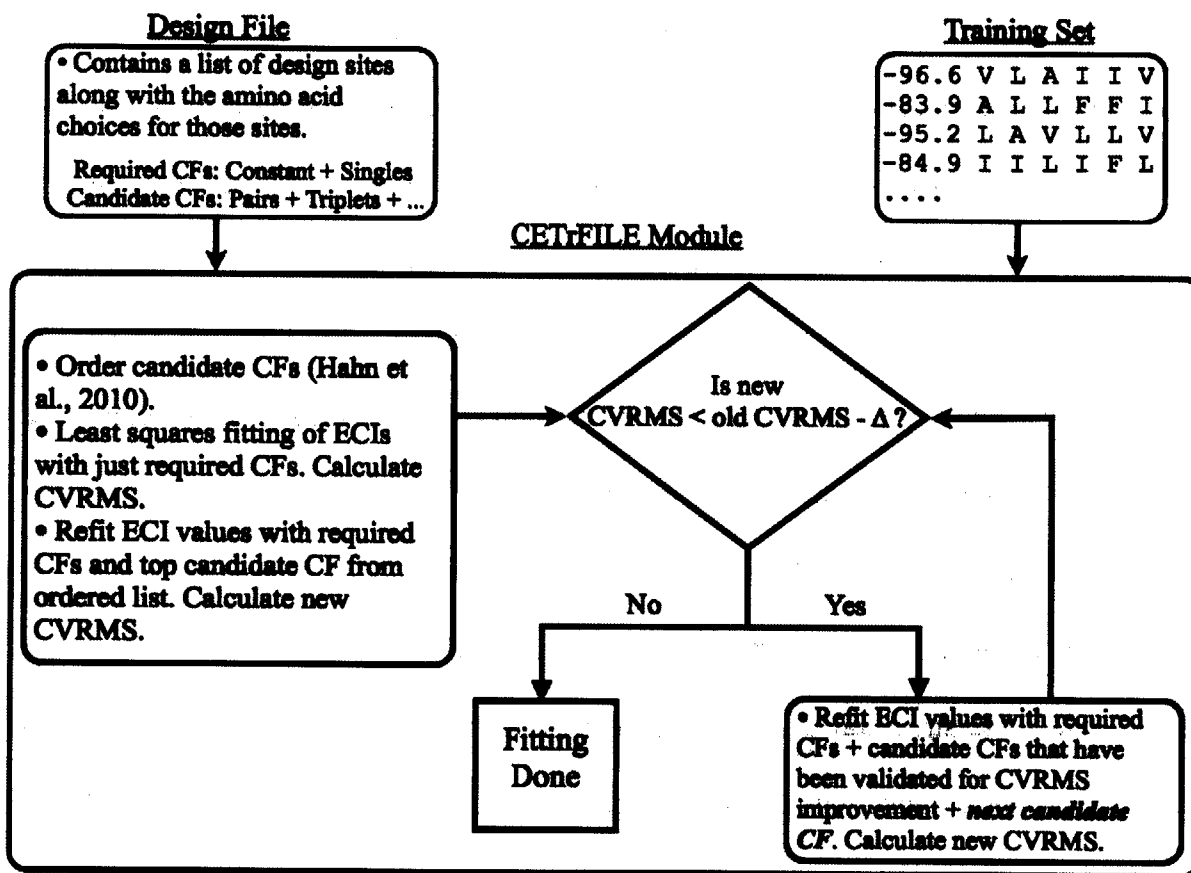 Design File
• Contains a list of design sites
along with the amino acid
choices for those sites.
Required CFs: Constant + Singles
Candidate CFs: Pairs + Triplets + ...
Training Set
-96.6 V L A I I V
-83.9 A L L F F I
-95.2 L A V L L V
-84.9 I I L I F L
....
CETrFILE Module
• Order candidate CFs (Hahn et
al., 2010).
• Least squares fitting of ECIs
with just required CFs. Calculate
CVRMS.
• Refit ECI values with required
CFs and top candidate CF from
ordered list. Calculate new
CVRMS.
Is new
CVRMS < old CVRMS - Δ ?
No
Yes
Fitting
Done
• Refit ECI values with required
CFs + candidate CFs that have
been validated for CVRMS
improvement + next candidate
CF. Calculate new CVRMS.